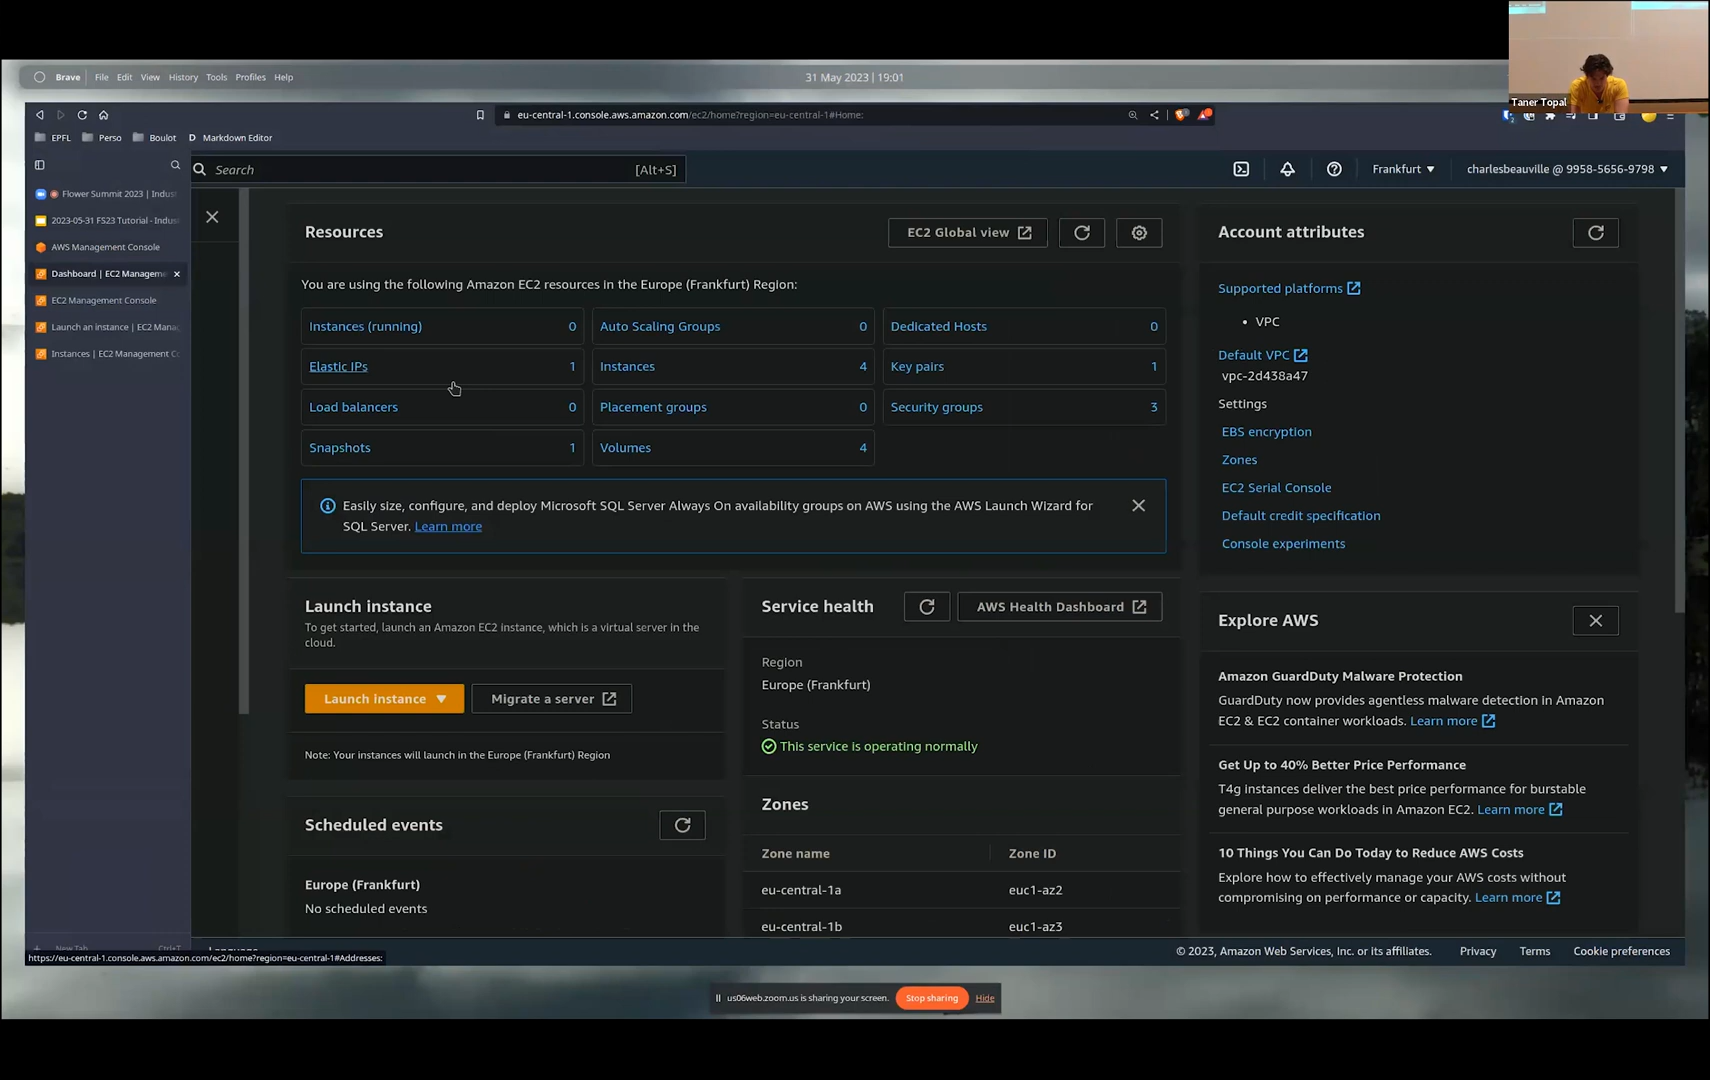 Taner Topal
Brave File Edit View History Tools Profiles Help
31 May 2023 | 19:01
eu-central-1.console.aws.amazon.com/ec2/home?region=eu-central-1#Home:
EPFL Perso Boulot Markdown Editor
Search [Alt+S]
Frankfurt charlesbeauville @ 9958-5656-9798
Flower Summit 2023 | Indus
2023-05-31 FS23 Tutorial - Indus
AWS Management Console
Dashboard | EC2 Manageme
EC2 Management Console
Launch an instance | EC2 Mana
Instances | EC2 Management Co
New Tab Ctrl+T
Resources
EC2 Global view
You are using the following Amazon EC2 resources in the Europe (Frankfurt) Region:
Instances (running) 0 Auto Scaling Groups 0 Dedicated Hosts 0
Elastic IPs 1 Instances 4 Key pairs 1
Load balancers 0 Placement groups 0 Security groups 3
Snapshots 1 Volumes 4
Easily size, configure, and deploy Microsoft SQL Server Always On availability groups on AWS using the AWS Launch Wizard for
SQL Server. Learn more
Launch instance
To get started, launch an Amazon EC2 instance, which is a virtual server in the
cloud.
Launch instance Migrate a server
Note: Your instances will launch in the Europe (Frankfurt) Region
Scheduled events
Europe (Frankfurt)
No scheduled events
Service health
AWS Health Dashboard
Region
Europe (Frankfurt)
Status
This service is operating normally
Zones
Zone name Zone ID
eu-central-1a euc1-az2
eu-central-1b euc1-az3
Account attributes
Supported platforms
• VPC
Default VPC
vpc-2d438a47
Settings
EBS encryption
Zones
EC2 Serial Console
Default credit specification
Console experiments
Explore AWS
Amazon GuardDuty Malware Protection
GuardDuty now provides agentless malware detection in Amazon
EC2 & EC2 container workloads. Learn more
Get Up to 40% Better Price Performance
T4g instances deliver the best price performance for burstable
general purpose workloads in Amazon EC2. Learn more
10 Things You Can Do Today to Reduce AWS Costs
Explore how to effectively manage your AWS costs without
compromising on performance or capacity. Learn more
Language
© 2023, Amazon Web Services, Inc. or its affiliates. Privacy Terms Cookie preferences
https://eu-central-1.console.aws.amazon.com/ec2/home?region=eu-central-1#Addresses:
us06web.zoom.us is sharing your screen. Stop sharing Hide